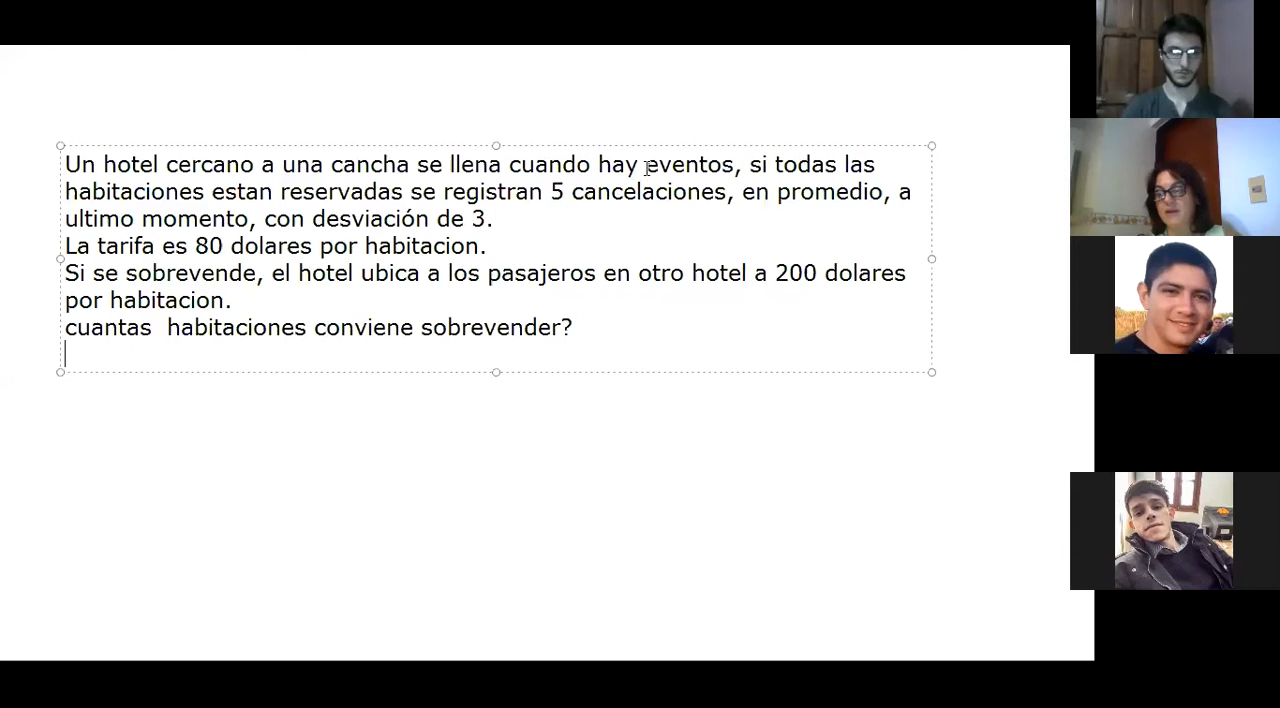 Un hotel cercano a una cancha se llena cuando hay eventos, si todas las
habitaciones estan reservadas se registran 5 cancelaciones, en promedio, a
ultimo momento, con desviación de 3.
La tarifa es 80 dolares por habitacion.
Si se sobrevende, el hotel ubica a los pasajeros en otro hotel a 200 dolares
por habitacion.
cuantas  habitaciones conviene sobrevender?